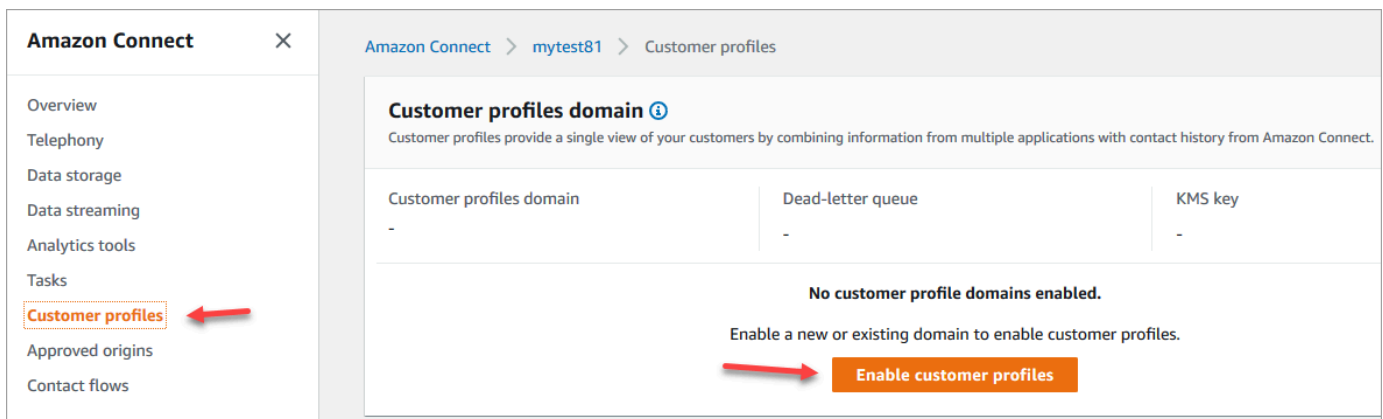 Amazon Connect
Overview
Telephony
Data storage
Data streaming
Analytics tools
Tasks
Customer profiles
Approved origins
Contact flows
Amazon Connect > mytest81 > Customer profiles
Customer profiles domain
Customer profiles provide a single view of your customers by combining information from multiple applications with contact history from Amazon Connect.
Customer profiles domain
-
Dead-letter queue
-
KMS key
-
No customer profile domains enabled.
Enable a new or existing domain to enable customer profiles.
Enable customer profiles